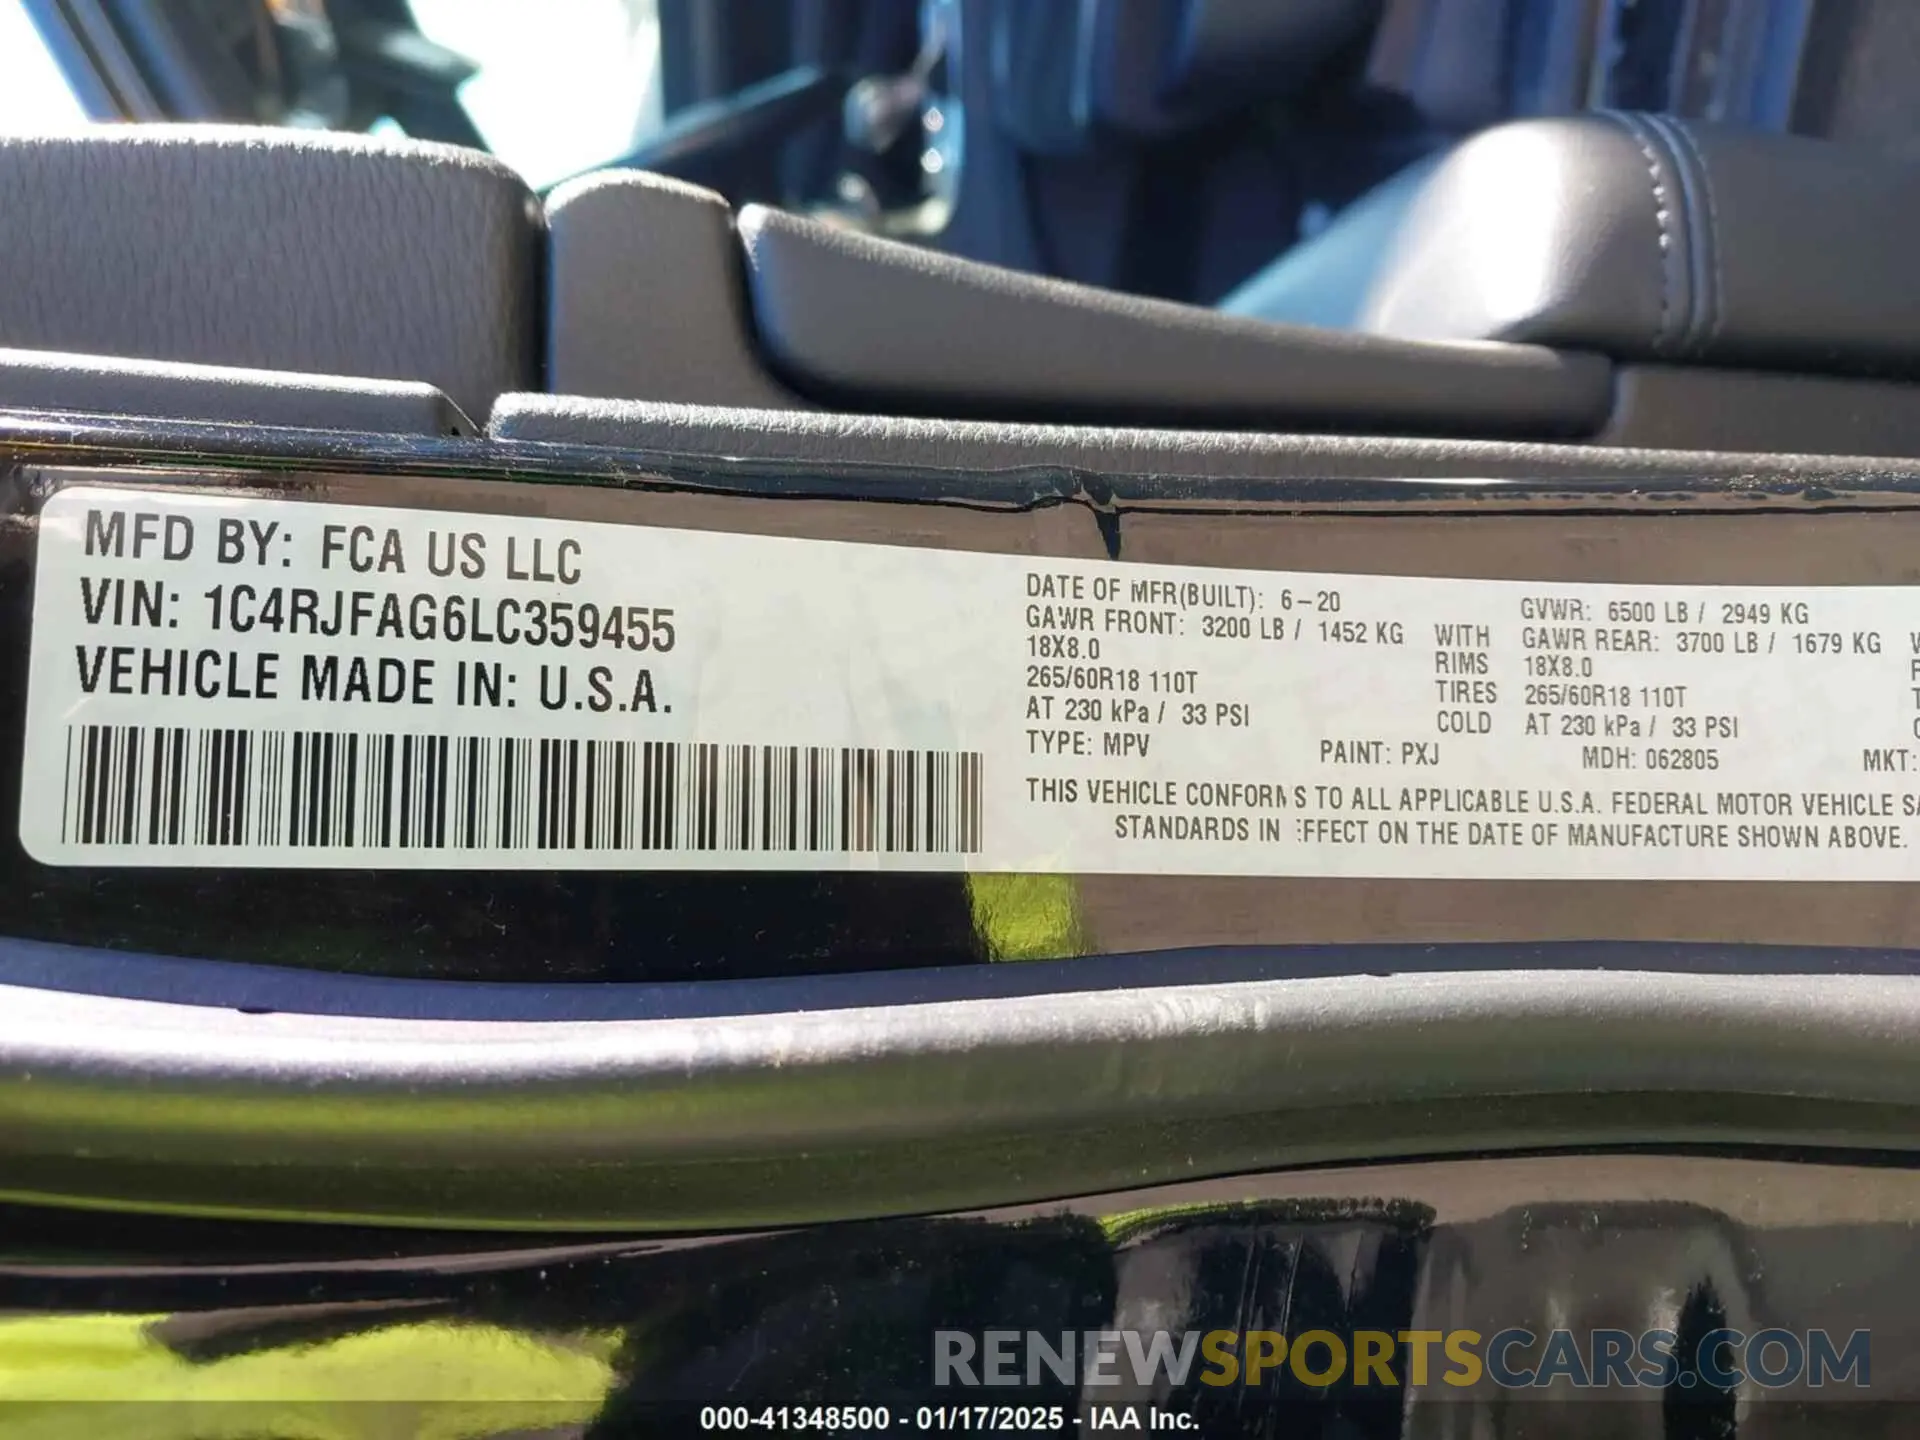 MFD BY: FCA US LLC
VIN: 1C4RJFAG6LC359455
VEHICLE MADE IN: U.S.A.
DATE OF MFR(BUILT): 6-20 GVWR: 6500 LB / 2949 KG
GAWR FRONT: 3200 LB / 1452 KG WITH GAWR REAR: 3700 LB / 1679 KG
18X8.0 RIMS 18X8.0
265/60R18 110T TIRES 265/60R18 110T
AT 230 kPa / 33 PSI COLD AT 230 kPa / 33 PSI
TYPE: MPV PAINT: PXJ MDH: 062805 MKT:
THIS VEHICLE CONFORMS TO ALL APPLICABLE U.S.A. FEDERAL MOTOR VEHICLE
STANDARDS IN EFFECT ON THE DATE OF MANUFACTURE SHOWN ABOVE.
RENEWSPORTSCARS.COM
000-41348500 - 01/17/2025 - IAA Inc.